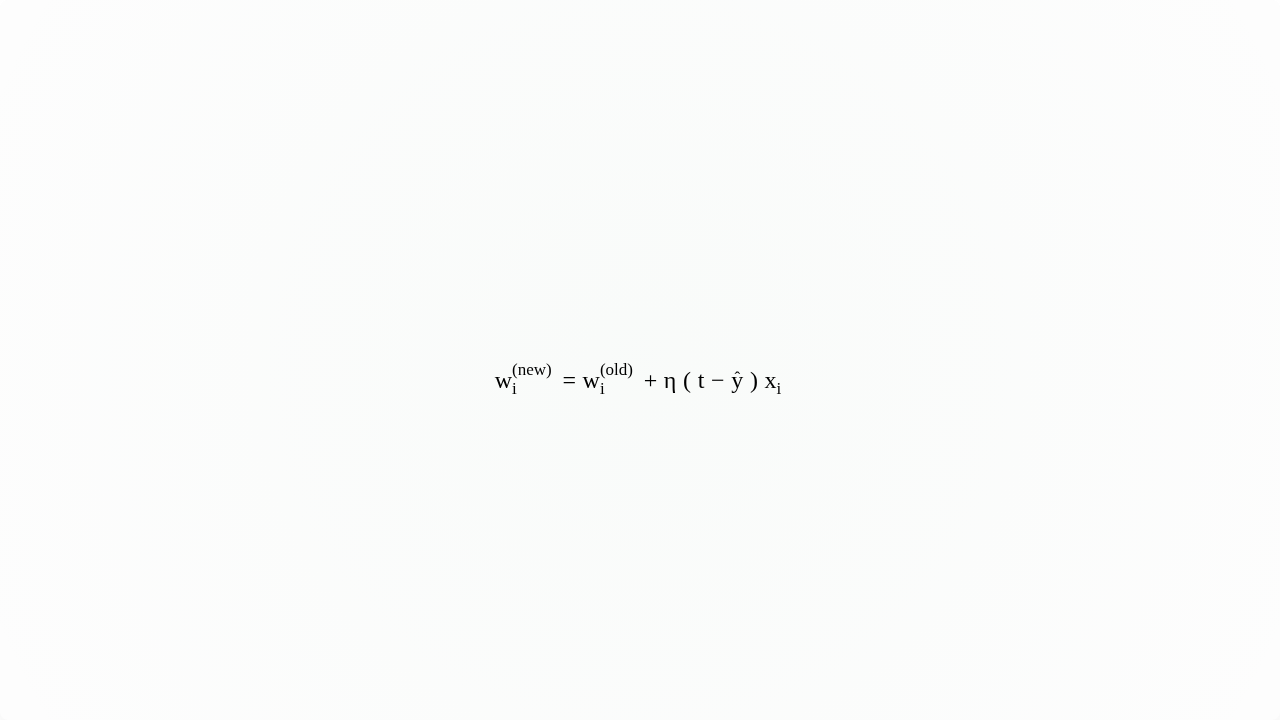 w_i^(new) = w_i^(old) + η ( t − ŷ ) x_i